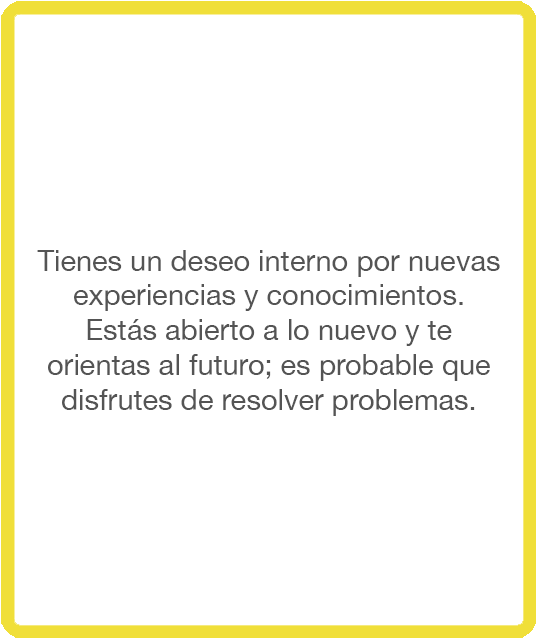 Tienes un deseo interno por nuevas
experiencias y conocimientos.
Estás abierto a lo nuevo y te
orientas al futuro; es probable que
disfrutes de resolver problemas.